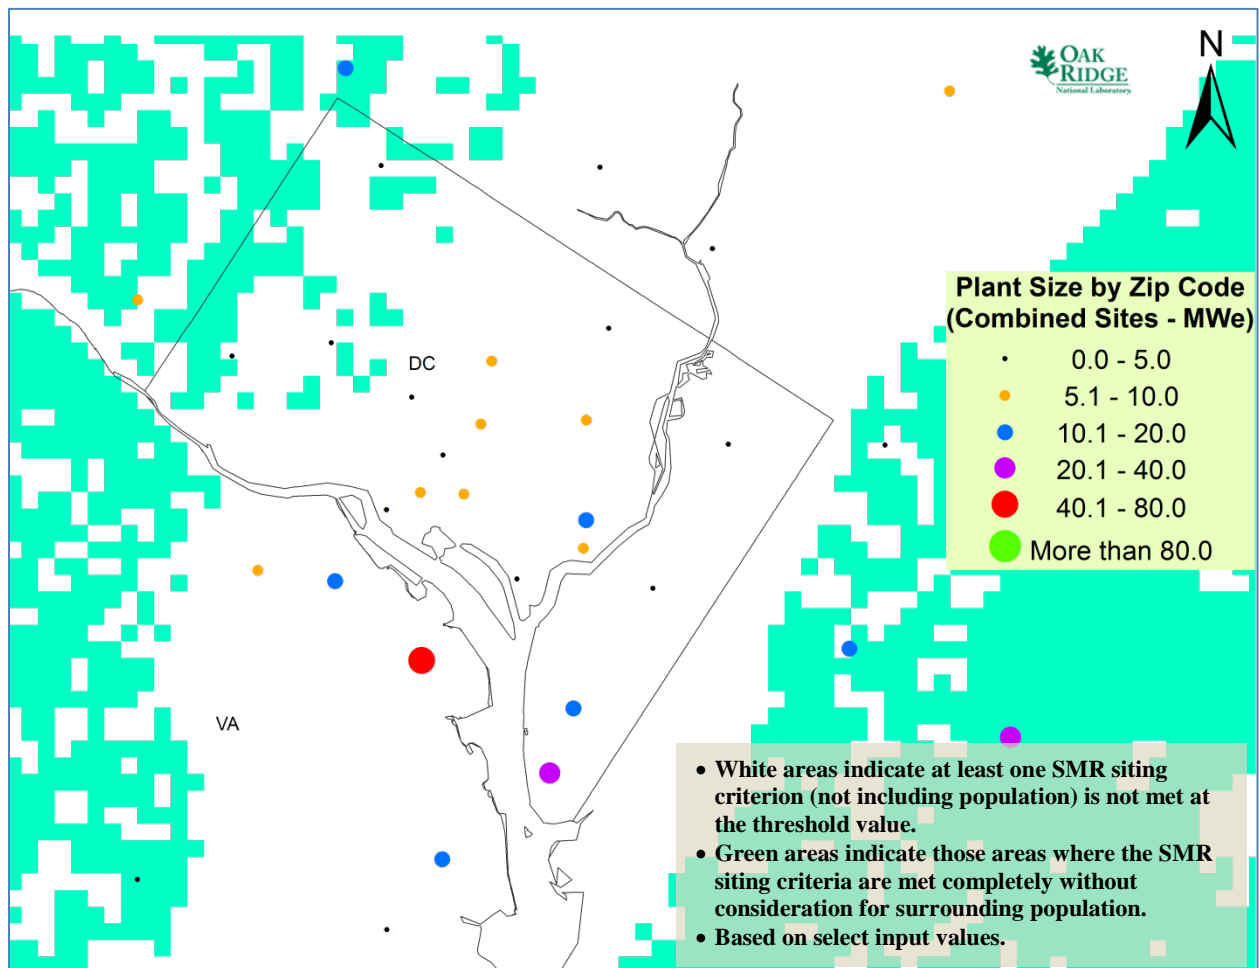 OAK
RIDGE
National Laboratory
N
Plant Size by Zip Code
(Combined Sites - MWe)
0.0 - 5.0
5.1 - 10.0
10.1 - 20.0
20.1 - 40.0
40.1 - 80.0
More than 80.0
DC
VA
• White areas indicate at least one SMR siting
criterion (not including population) is not met at
the threshold value.
• Green areas indicate those areas where the SMR
siting criteria are met completely without
consideration for surrounding population.
• Based on select input values.